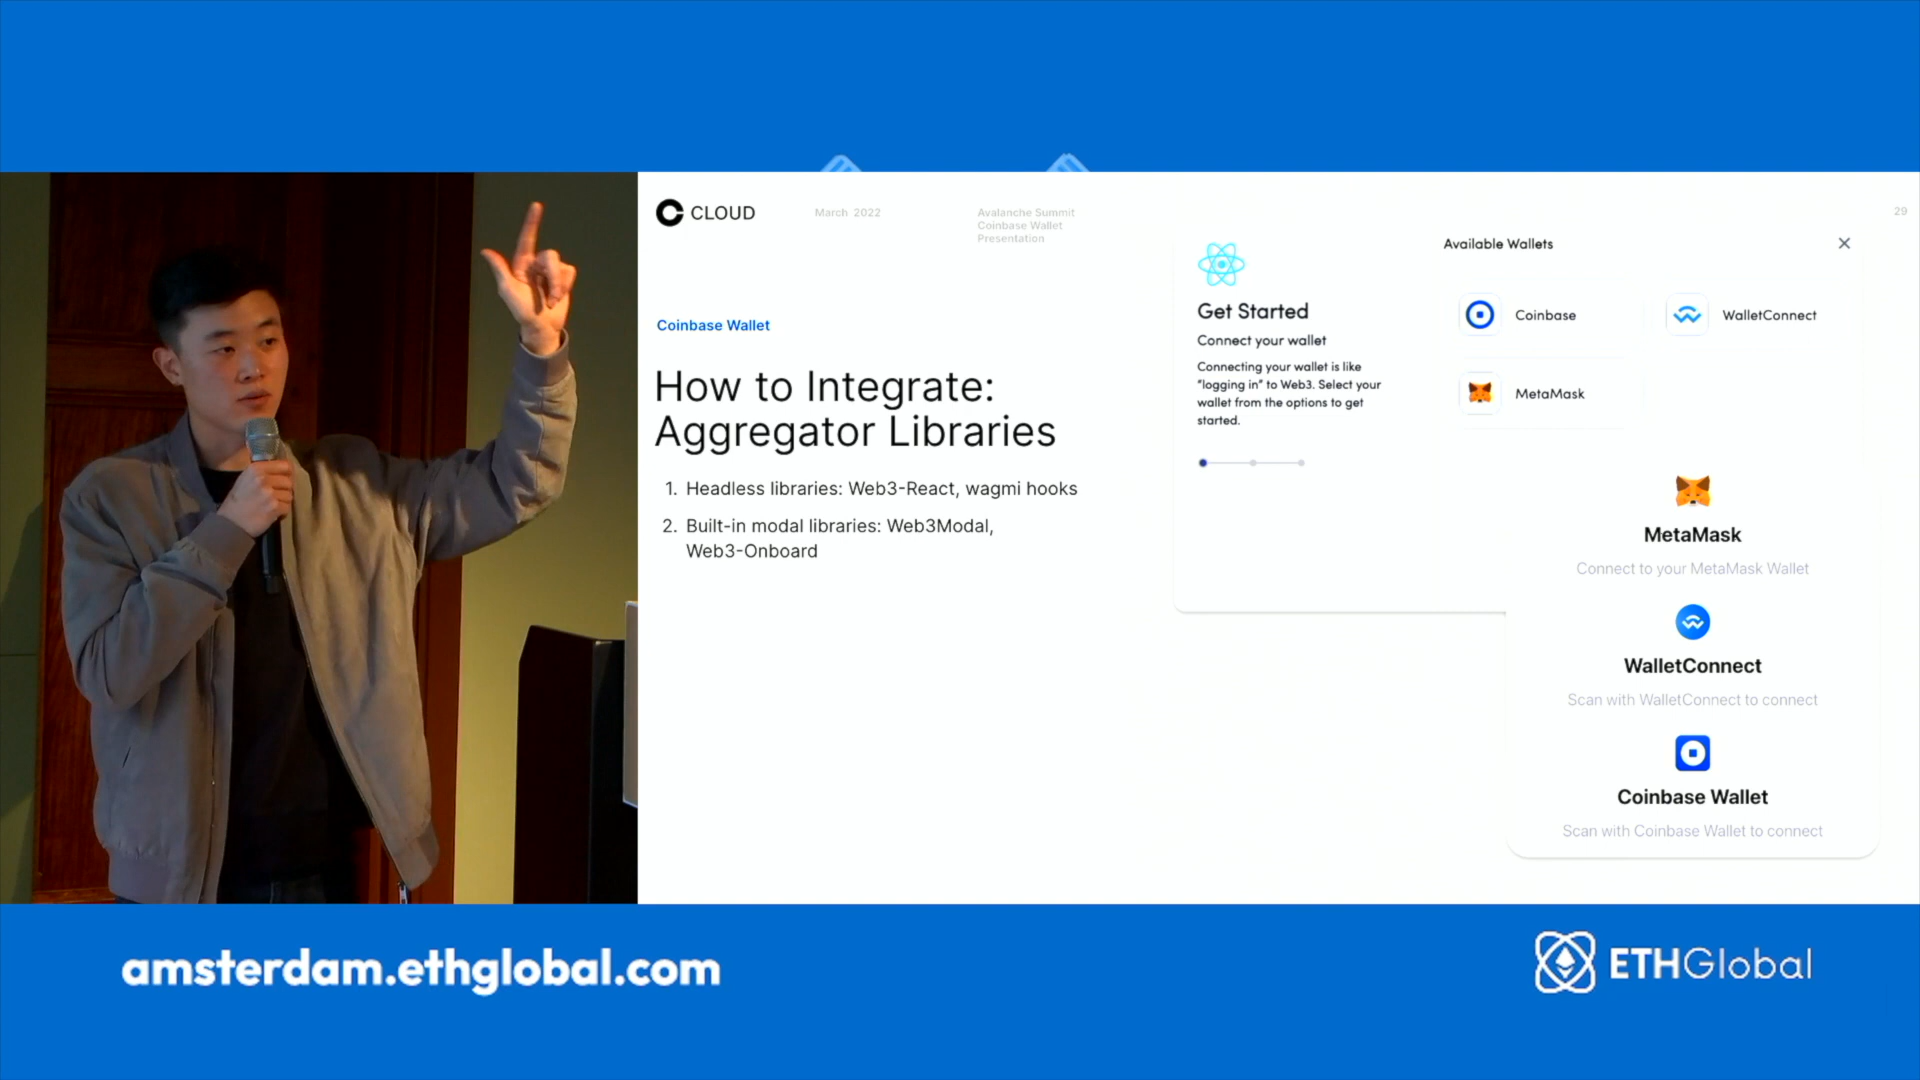 CLOUD
March 2022
Avalanche Summit
Coinbase Wallet
Presentation
29
Coinbase Wallet
How to Integrate:
Aggregator Libraries
1. Headless libraries: Web3-React, wagmi hooks
2. Built-in modal libraries: Web3Modal,
Web3-Onboard
Get Started
Connect your wallet
Connecting your wallet is like
"logging in" to Web3. Select your
wallet from the options to get
started.
Available Wallets
Coinbase
WalletConnect
MetaMask
MetaMask
Connect to your MetaMask Wallet
WalletConnect
Scan with WalletConnect to connect
Coinbase Wallet
Scan with Coinbase Wallet to connect
amsterdam.ethglobal.com
ETHGlobal